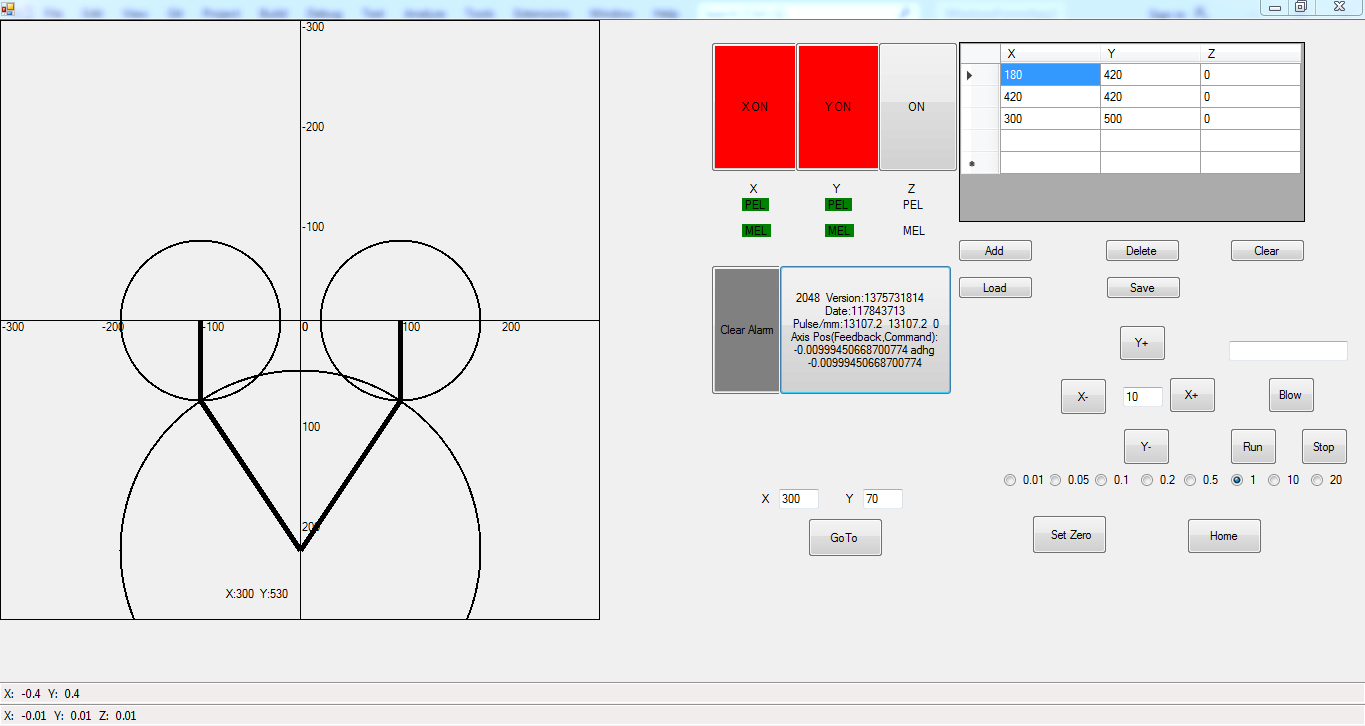 -300
-200
-100
-300 -200 -100 0 100 200
100
200
X:300 Y:530
X ON Y ON ON
X Y Z
PEL PEL PEL
MEL MEL MEL
X Y Z
180 420 0
420 420 0
300 500 0
*
Add Delete Clear
Load Save
Clear Alarm
2048 Version:1375731814
Date:117843713
Pulse/mm:13107.2 13107.2 0
Axis Pos(Feedback,Command):
-0.00999450668700774 adhg
-0.00999450668700774
Y+
X- 10 X+ Blow
Y- Run Stop
0.01 0.05 0.1 0.2 0.5 1 10 20
X 300 Y 70
GoTo
Set Zero Home
X: -0.4 Y: 0.4
X: -0.01 Y: 0.01 Z: 0.01